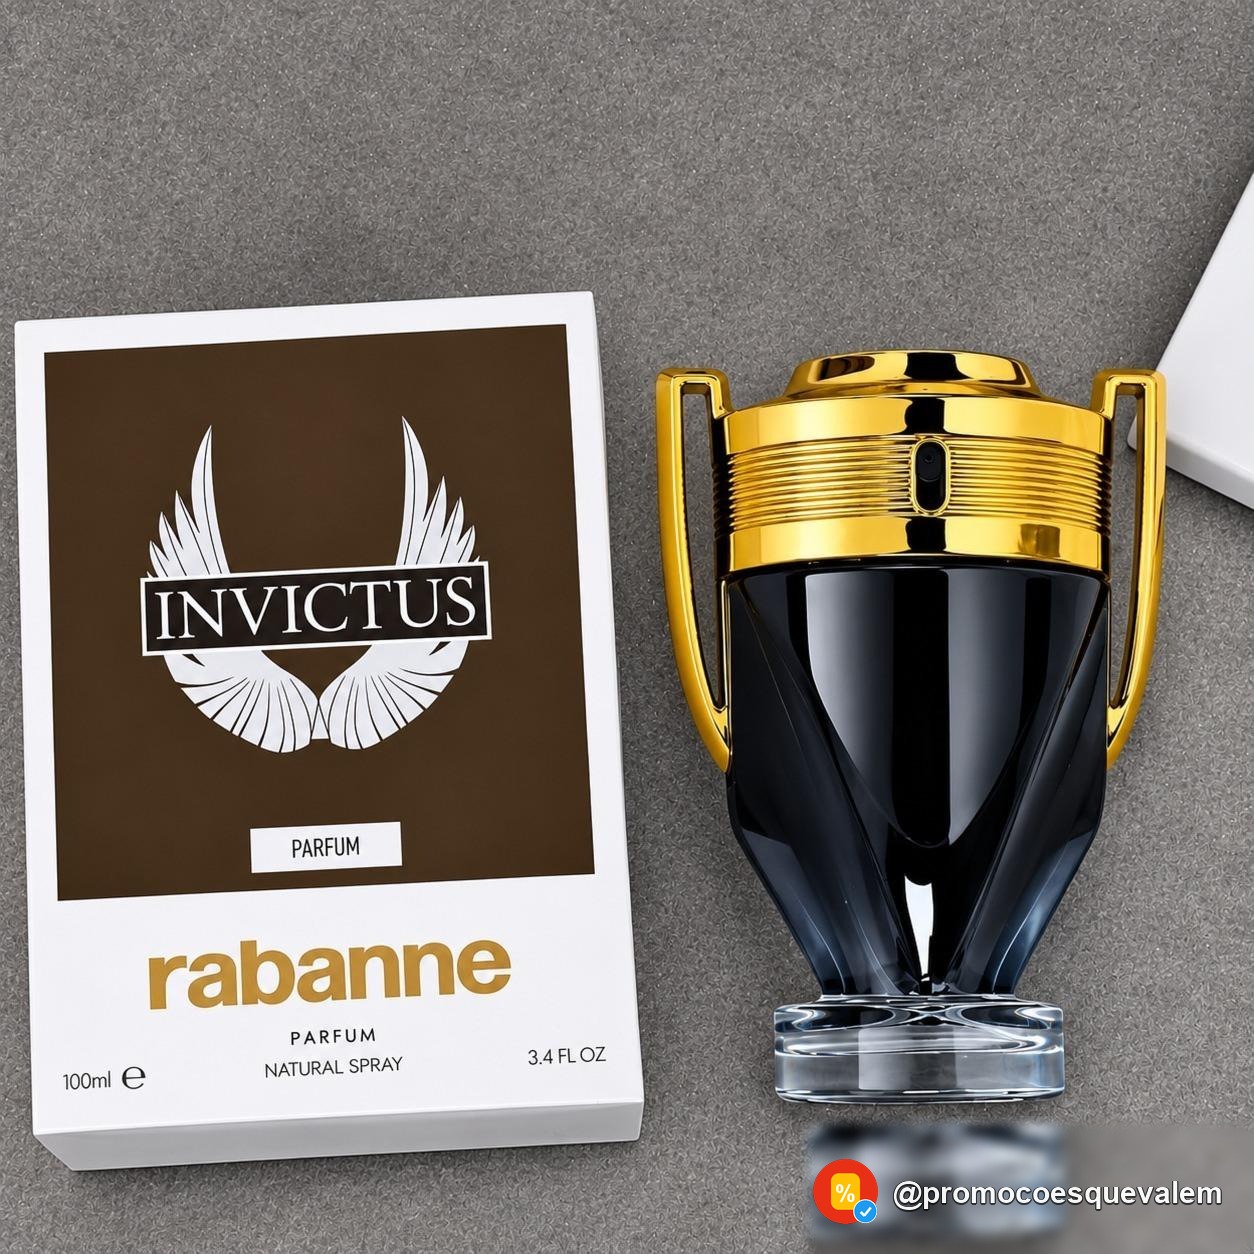 INVICTUS
PARFUM
rabanne
PARFUM
NATURAL SPRAY
100ml ℮
3.4 FL OZ
%
@promocoesquevalem